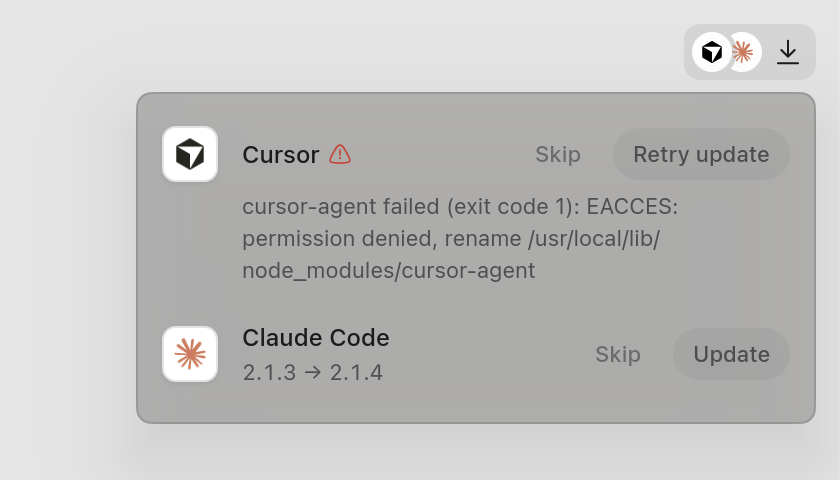 Cursor Skip Retry update
cursor-agent failed (exit code 1): EACCES:
permission denied, rename /usr/local/lib/
node_modules/cursor-agent
Claude Code
2.1.3 → 2.1.4
Skip Update